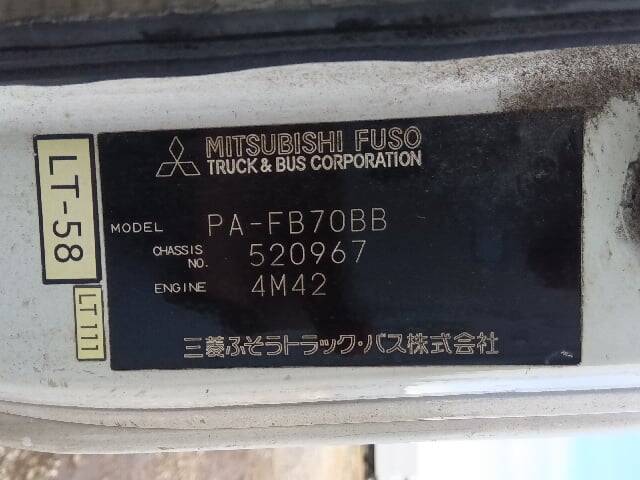 MITSUBISHI FUSO
TRUCK & BUS CORPORATION
MODEL PA-FB70BB
CHASSIS NO. 520967
ENGINE 4M42
三菱ふそうトラック・バス株式会社
LT-58
LT111